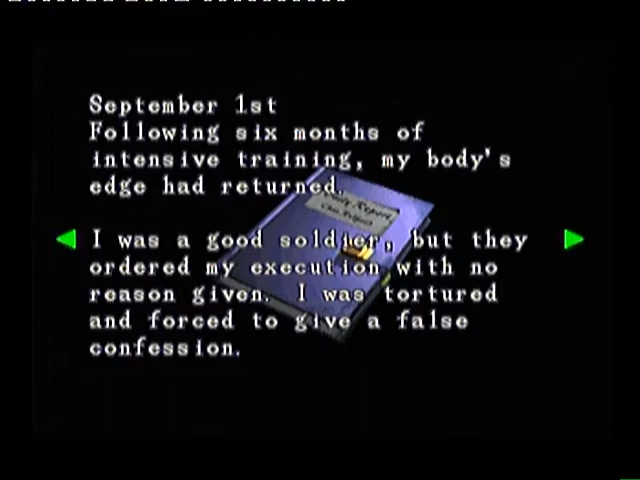 September 1st
Following six months of
intensive training, my body's
edge had returned.
I was a good soldier, but they
ordered my execution with no
reason given. I was tortured
and forced to give a false
confession.